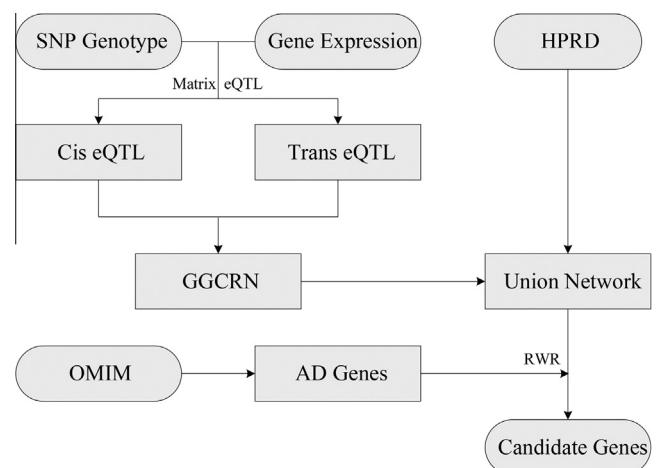 SNP Genotype
Gene Expression
HPRD
Matrix eQTL
Cis eQTL
Trans eQTL
GGCRN
Union Network
OMIM
AD Genes
RWR
Candidate Genes